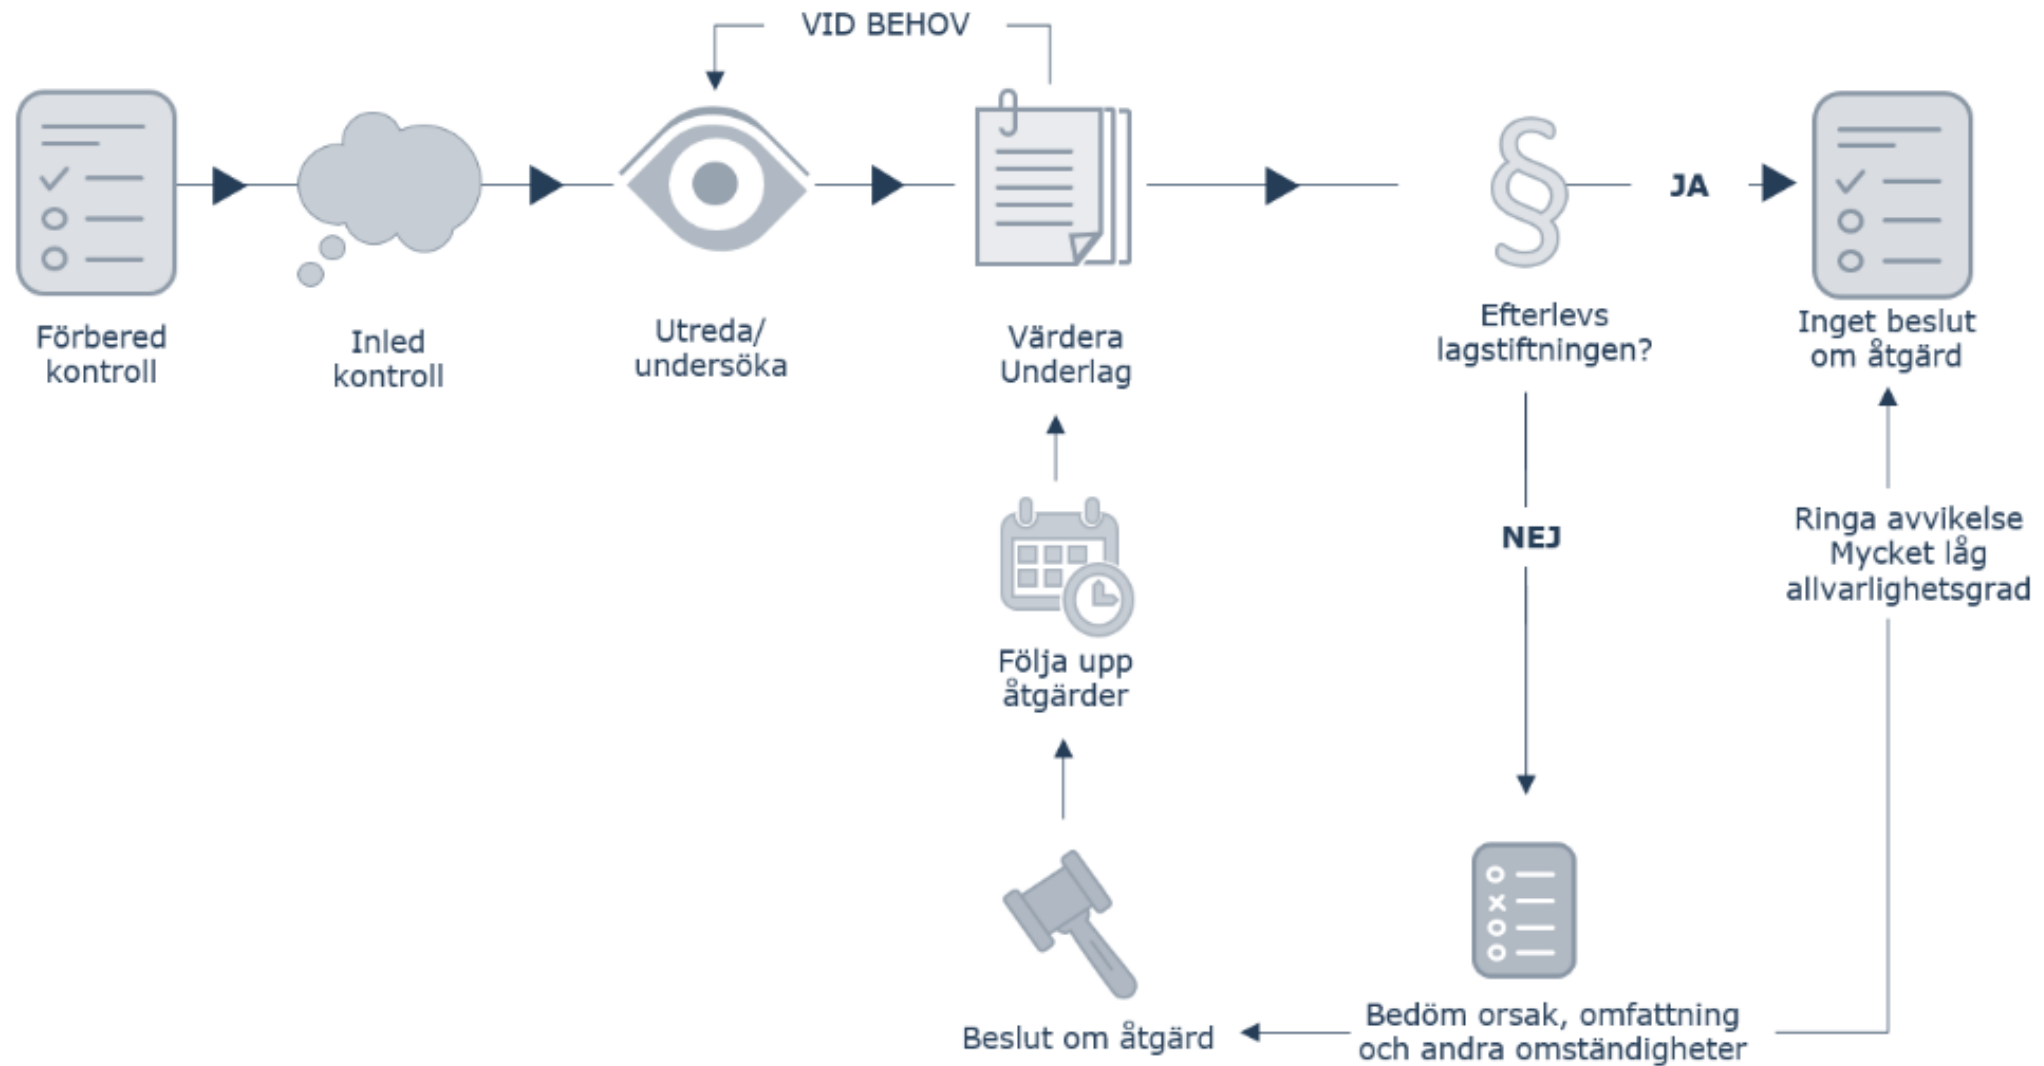 VID BEHOV
Förbered
kontroll
Inled
kontroll
Utreda/
undersöka
Värdera
Underlag
Efterlevs
lagstiftningen?
JA
Inget beslut
om åtgärd
NEJ
Ringa avvikelse
Mycket låg
allvarlighetsgrad
Följa upp
åtgärder
Beslut om åtgärd
Bedöm orsak, omfattning
och andra omständigheter